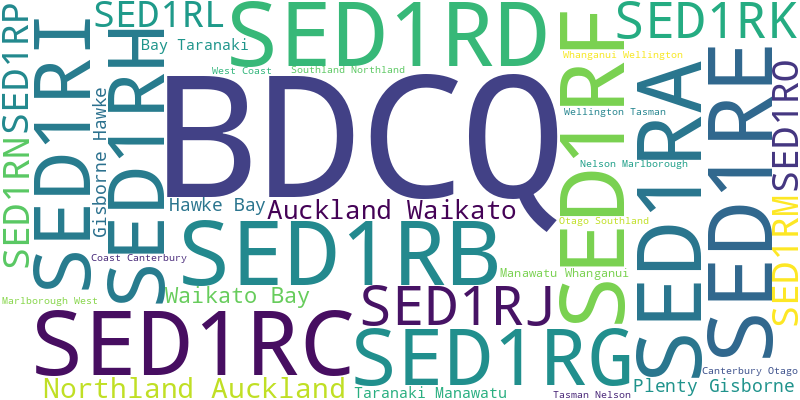 SED1RP
SED1RL
SED1RD
SED1RK
SED1RI
SED1RH
Bay Taranaki
West Coast
Southland Northland
Whanganui Wellington
SED1RF
SED1RA
SED1RE
SED1RO
BDCQ
Wellington Tasman
Nelson Marlborough
Gisborne Hawke
SED1RN
Hawke Bay
Auckland Waikato
Otago Southland
SED1RM
SED1RB
Coast Canterbury
Manawatu Whanganui
Marlborough West
Waikato Bay
SED1RJ
SED1RC
SED1RG
Canterbury Otago
Northland Auckland
Taranaki Manawatu
Tasman Nelson
Plenty Gisborne